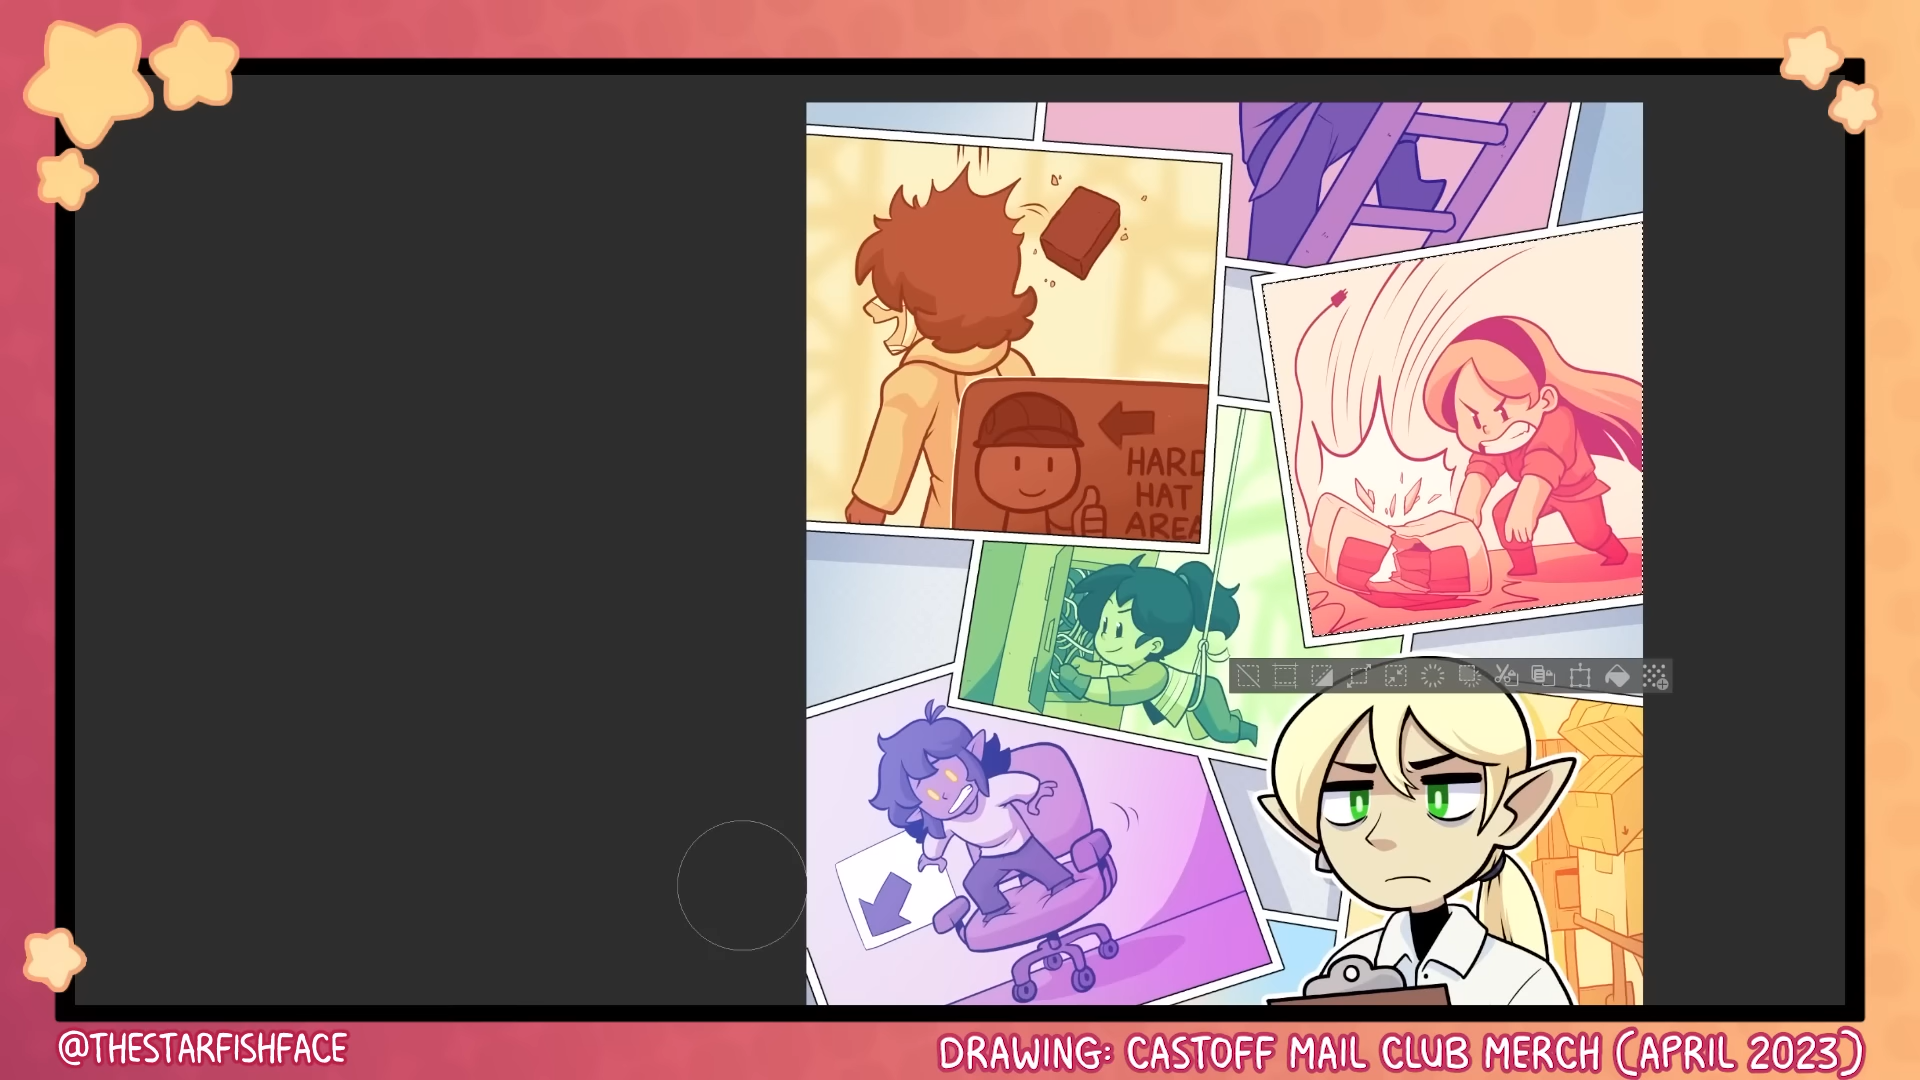 HARD
HAT
AREA
@THESTARFISHFACE
DRAWING: CASTOFF MAIL CLUB MERCH (APRIL 2023)